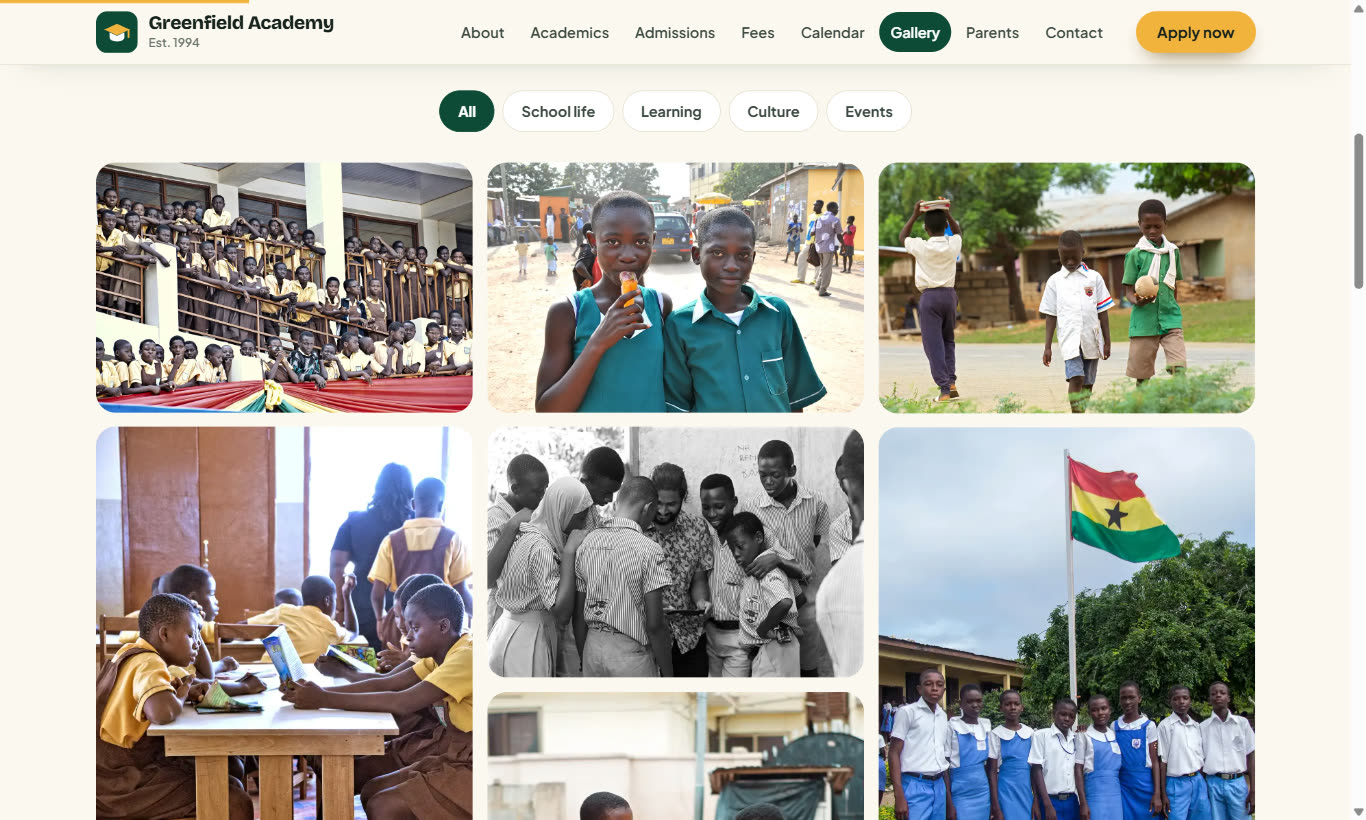 Greenfield Academy
Est. 1994
About
Academics
Admissions
Fees
Calendar
Gallery
Parents
Contact
Apply now
All
School life
Learning
Culture
Events